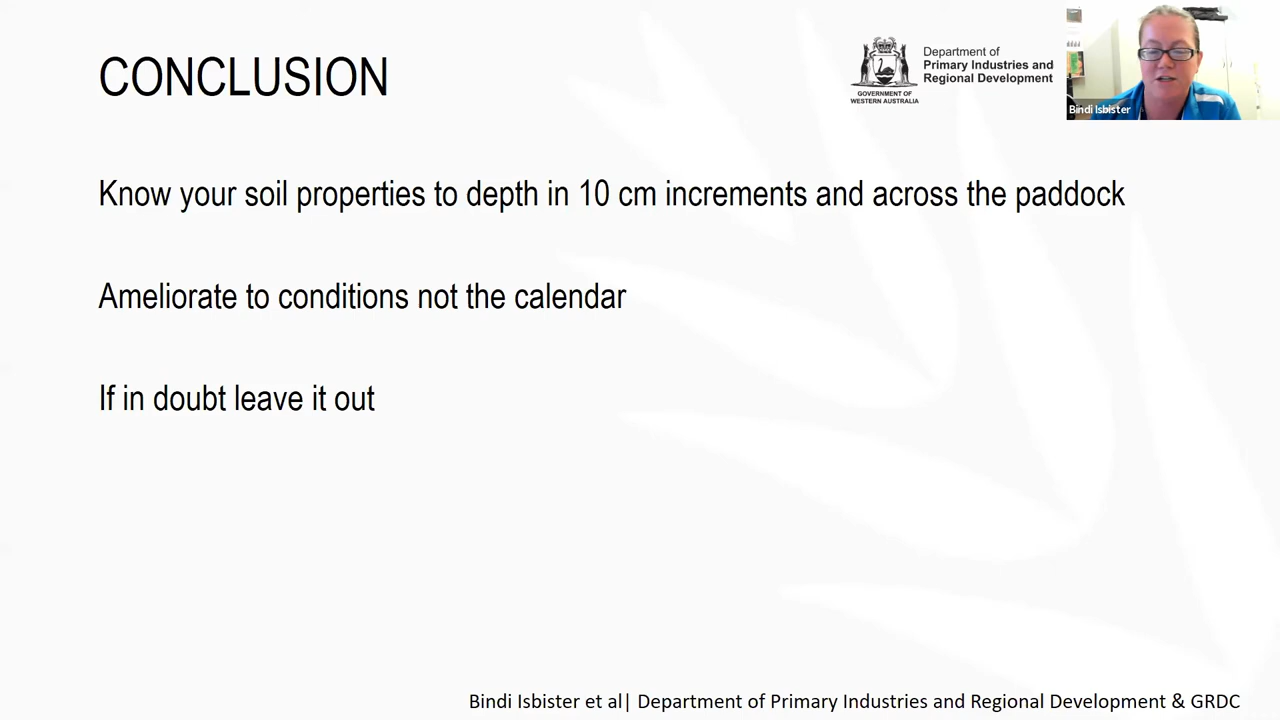 CONCLUSION
Department of
Primary Industries and
Regional Development
GOVERNMENT OF
WESTERN AUSTRALIA
Bindi Isbister
Know your soil properties to depth in 10 cm increments and across the paddock
Ameliorate to conditions not the calendar
If in doubt leave it out
Bindi Isbister et al| Department of Primary Industries and Regional Development & GRDC